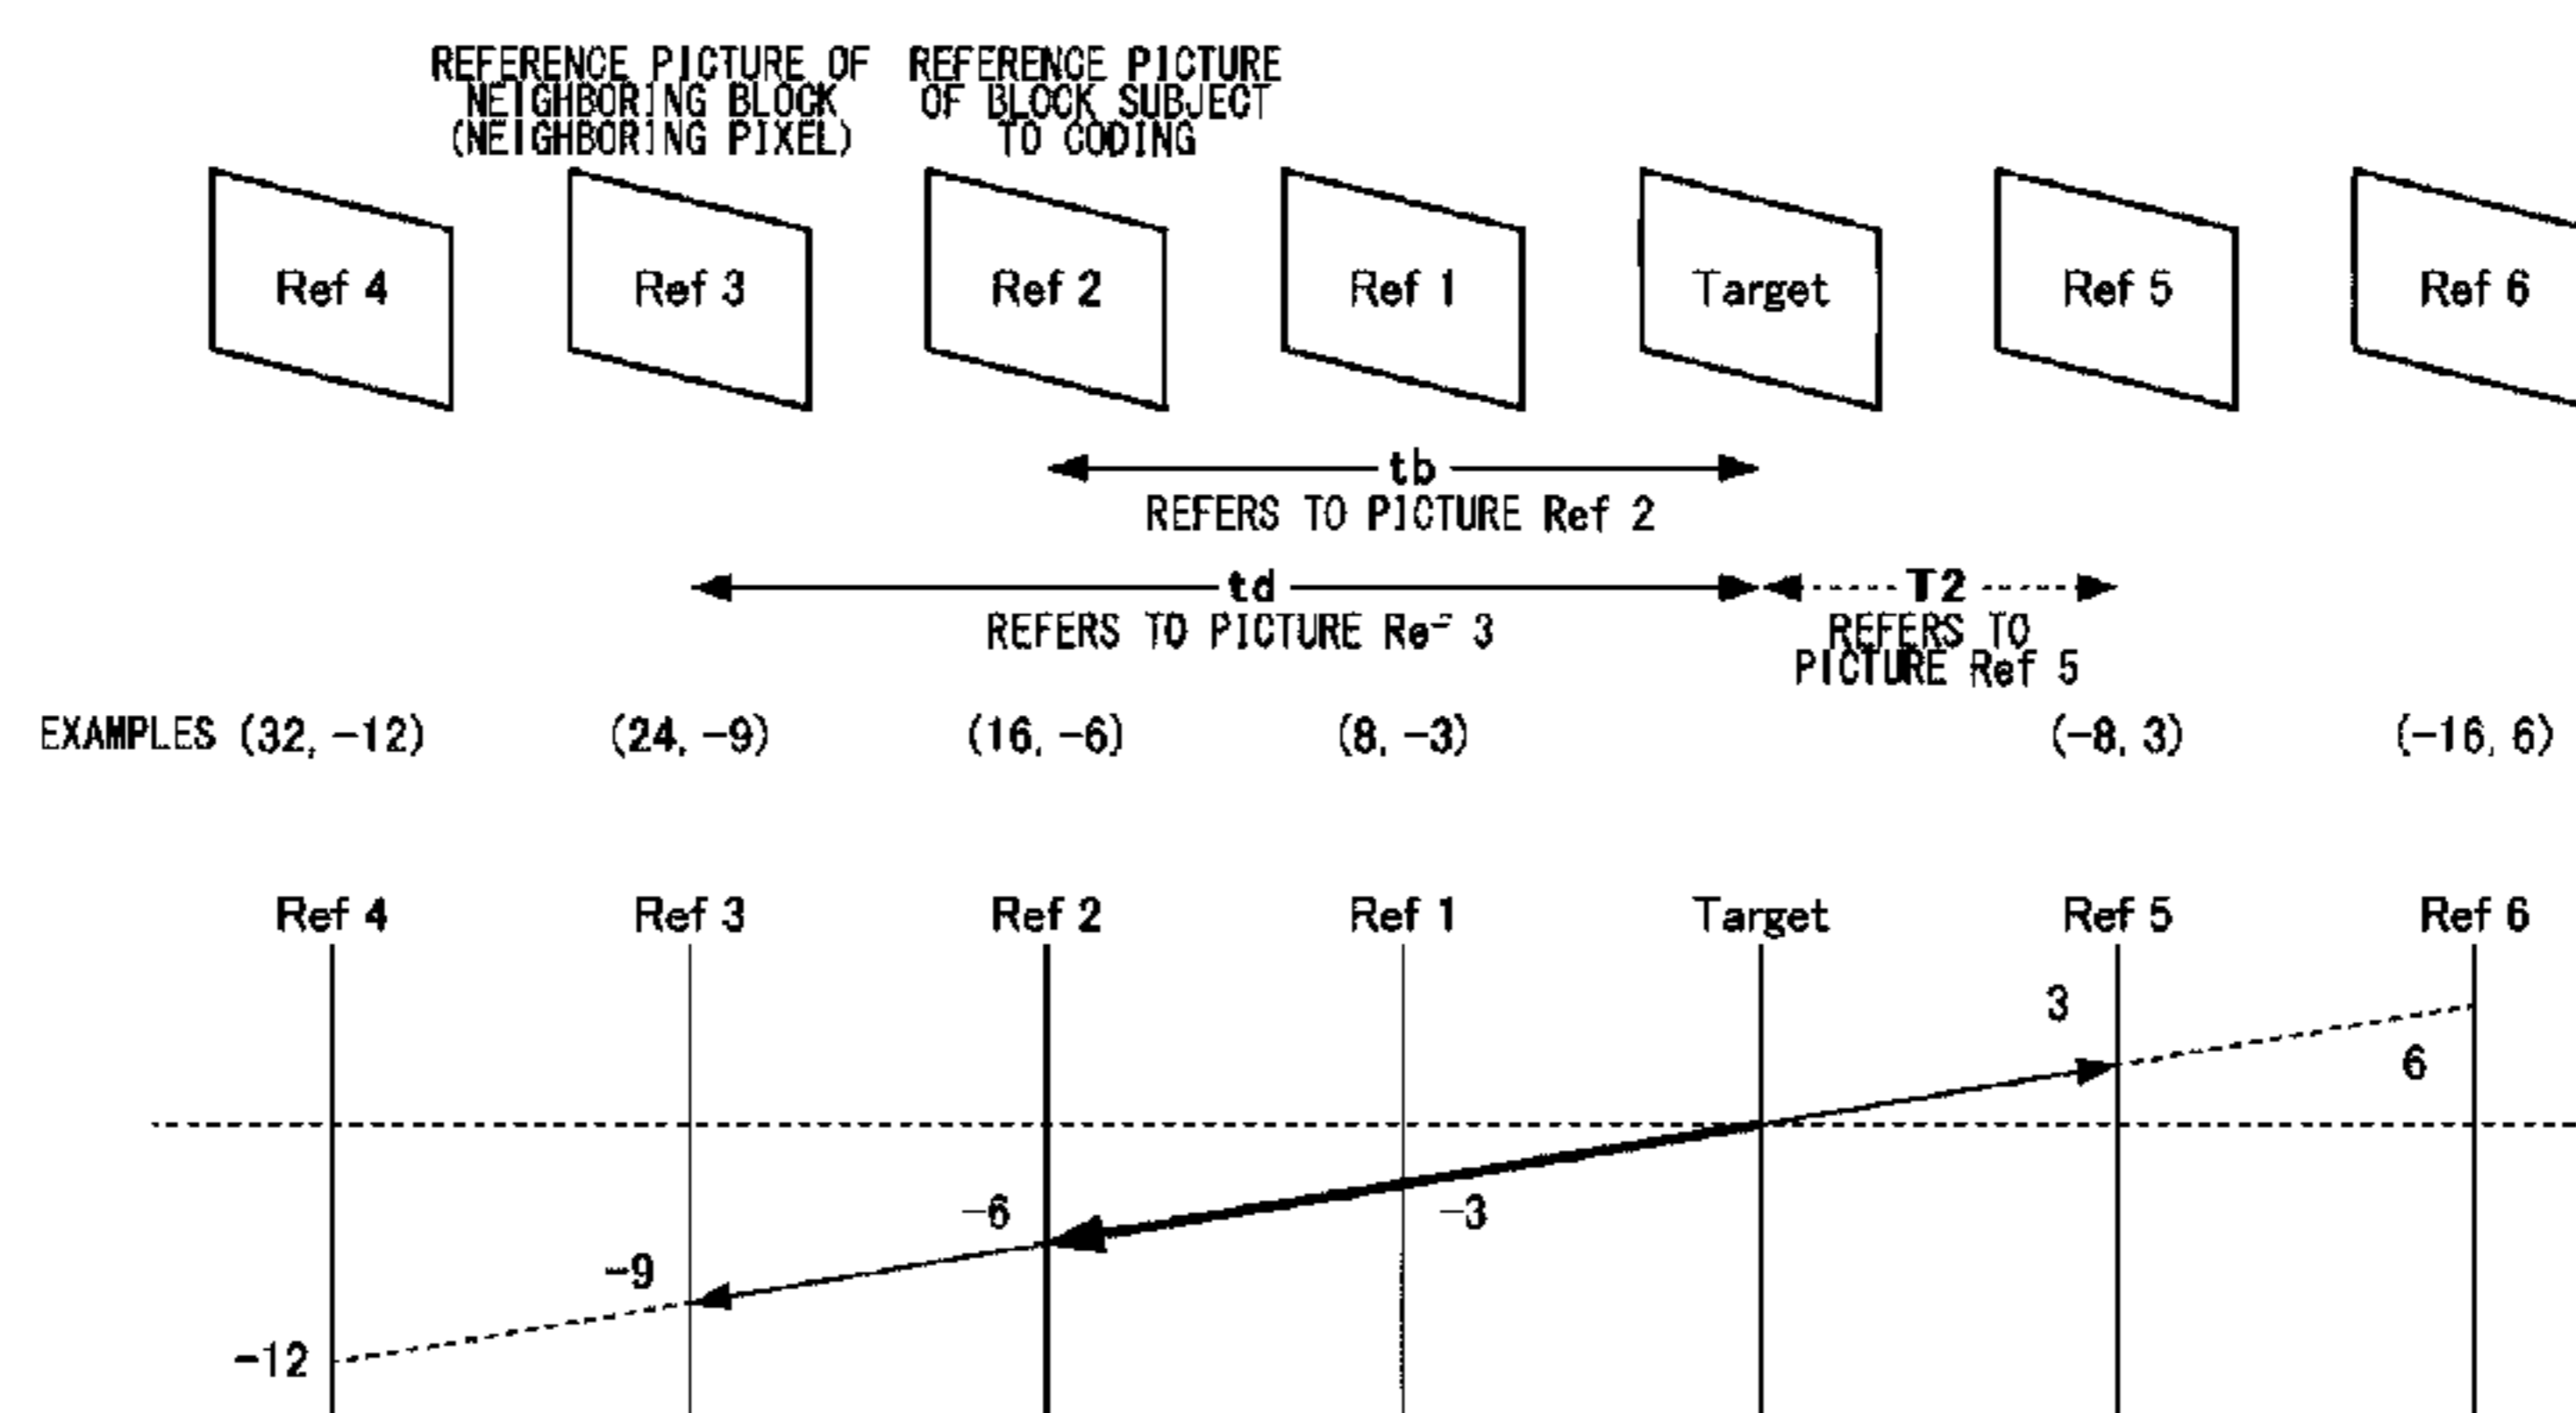 REFERENCE PICTURE OF
NEIGHBORING BLOCK
(NEIGHBORING PIXEL)
REFERENCE PICTURE
OF BLOCK SUBJECT
TO CODING
Ref 4
Ref 3
Ref 2
Ref 1
Target
Ref 5
Ref 6
tb
REFERS TO PICTURE Ref 2
td
REFERS TO PICTURE Ref 3
T2
REFERS TO
PICTURE Ref 5
EXAMPLES (32, −12) (24, −9) (16, −6) (8, −3) (−8, 3) (−16, 6)
Ref 4 Ref 3 Ref 2 Ref 1 Target Ref 5 Ref 6
3
6
−6
−3
−9
−12